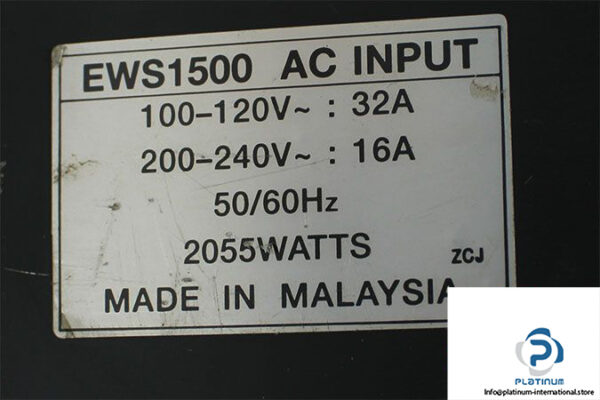 EWS1500 AC INPUT
100–120V~ : 32A
200–240V~ : 16A
50/60Hz
2055WATTS ZCJ
MADE IN MALAYSIA
P
PLATINUM
Info@platinum-international.store